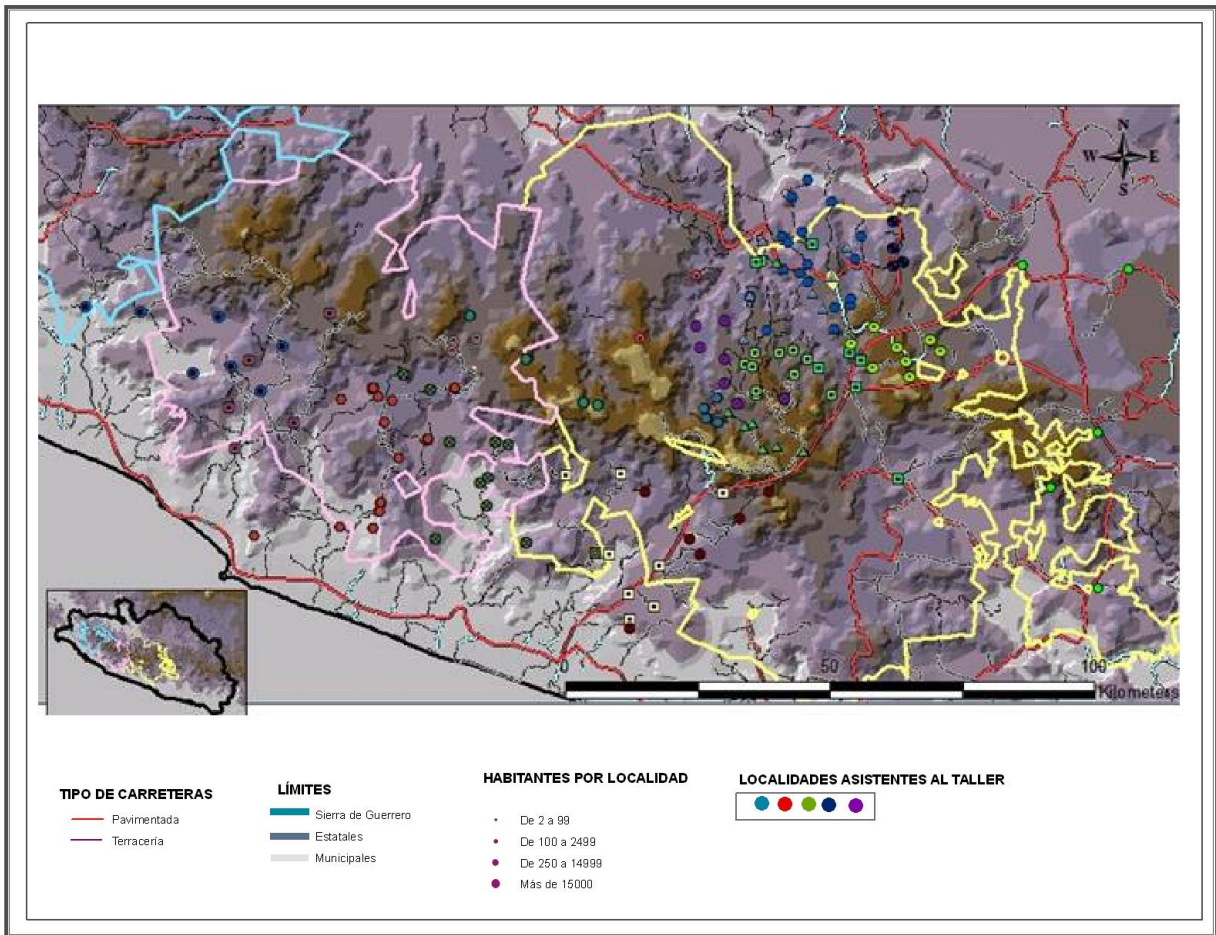 N
W E
S
0 50 100
Kilometers
TIPO DE CARRETERAS
Pavimentada
Terracería
LÍMITES
Sierra de Guerrero
Estatales
Municipales
HABITANTES POR LOCALIDAD
De 2 a 99
De 100 a 2499
De 250 a 14999
Más de 15000
LOCALIDADES ASISTENTES AL TALLER